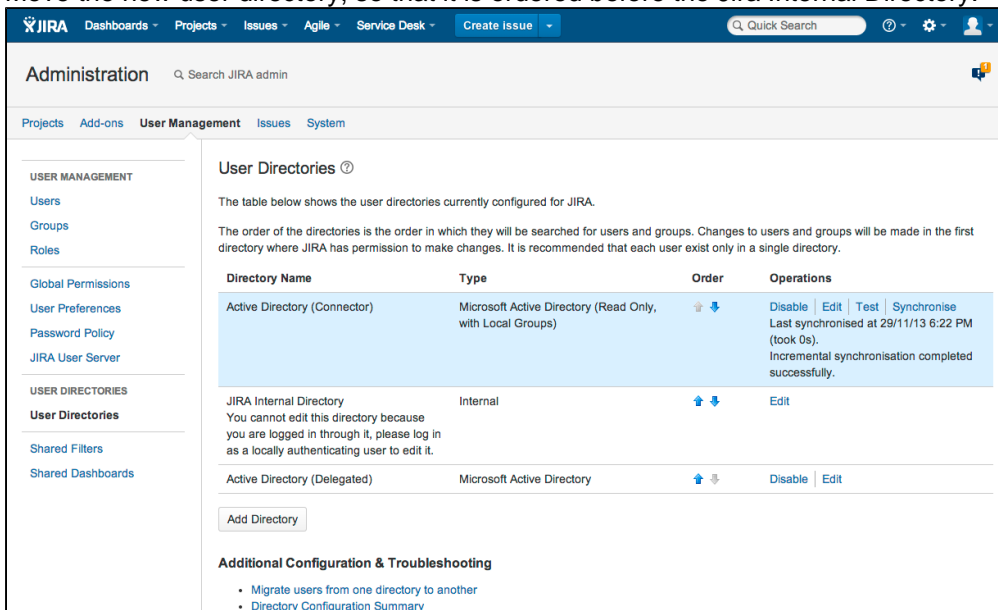 Move the new user directory, so that it is ordered before the Jira Internal Directory.
JIRA Dashboards Projects Issues Agile Service Desk Create issue Quick Search
Administration Search JIRA admin
Projects Add-ons User Management Issues System
USER MANAGEMENT
Users
Groups
Roles
Global Permissions
User Preferences
Password Policy
JIRA User Server
USER DIRECTORIES
User Directories
Shared Filters
Shared Dashboards
User Directories
The table below shows the user directories currently configured for JIRA.
The order of the directories is the order in which they will be searched for users and groups. Changes to users and groups will be made in the first
directory where JIRA has permission to make changes. It is recommended that each user exist only in a single directory.
Directory Name Type Order Operations
Active Directory (Connector) Microsoft Active Directory (Read Only, Disable Edit Test Synchronise
with Local Groups) Last synchronised at 29/11/13 6:22 PM
(took 0s).
Incremental synchronisation completed
successfully.
JIRA Internal Directory Internal Edit
You cannot edit this directory because
you are logged in through it, please log in
as a locally authenticating user to edit it.
Active Directory (Delegated) Microsoft Active Directory Disable Edit
Add Directory
Additional Configuration & Troubleshooting
• Migrate users from one directory to another
• Directory Configuration Summary